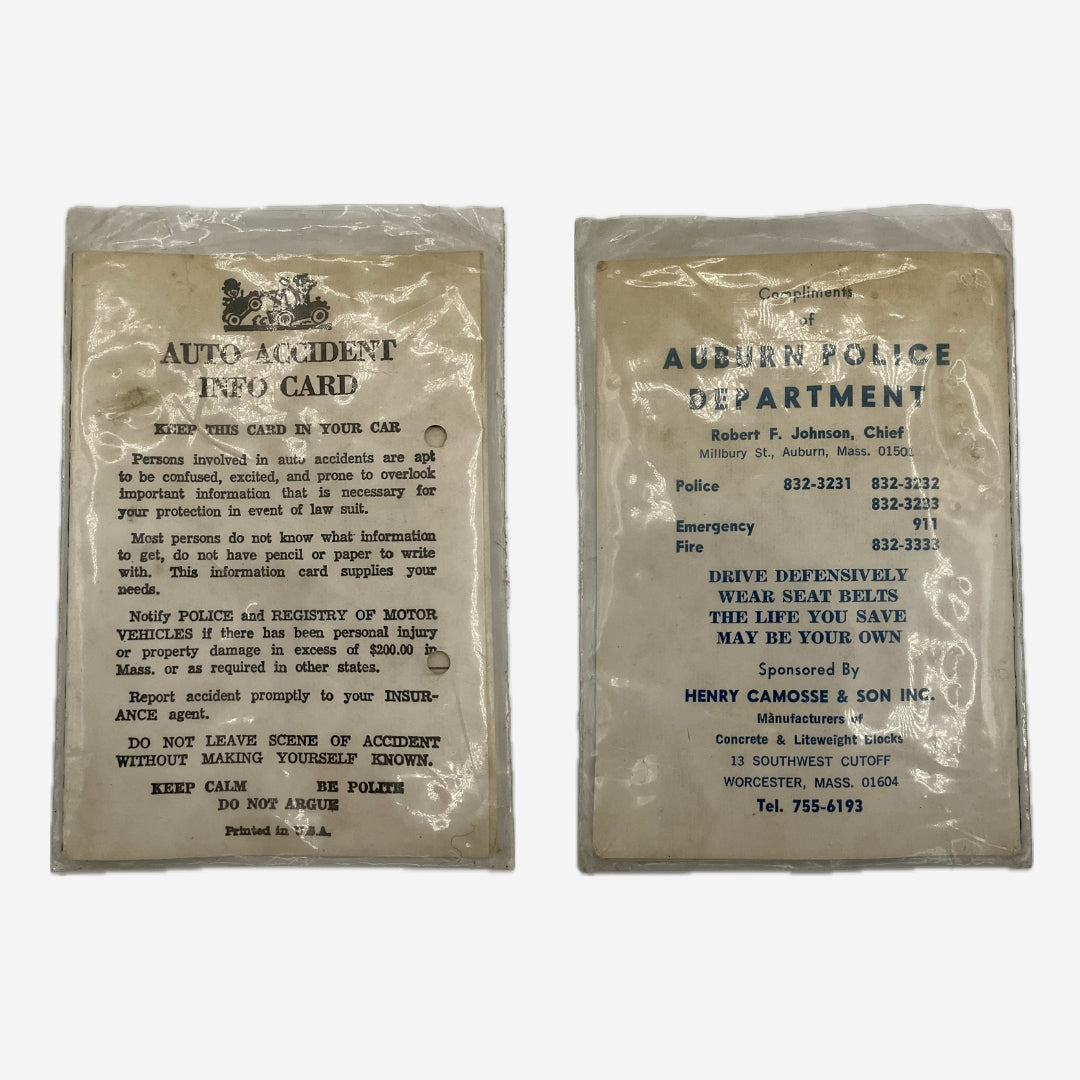 AUTO ACCIDENT
INFO CARD
KEEP THIS CARD IN YOUR CAR
Persons involved in auto accidents are apt
to be confused, excited, and prone to overlook
important information that is necessary for
your protection in event of law suit.
Most persons do not know what information
to get, do not have pencil or paper to write
with. This information card supplies your
needs.
Notify POLICE and REGISTRY OF MOTOR
VEHICLES if there has been personal injury
or property damage in excess of $200.00 in
Mass. or as required in other states.
Report accident promptly to your INSUR-
ANCE agent.
DO NOT LEAVE SCENE OF ACCIDENT
WITHOUT MAKING YOURSELF KNOWN.
KEEP CALM BE POLITE
DO NOT ARGUE
Printed in U.S.A.
Compliments
of
AUBURN POLICE
DEPARTMENT
Robert F. Johnson, Chief
Millbury St., Auburn, Mass. 01501
Police 832-3231 832-3232
832-3233
Emergency 911
Fire 832-3333
DRIVE DEFENSIVELY
WEAR SEAT BELTS
THE LIFE YOU SAVE
MAY BE YOUR OWN
Sponsored By
HENRY CAMOSSE & SON INC.
Manufacturers of
Concrete & Liteweight Blocks
13 SOUTHWEST CUTOFF
WORCESTER, MASS. 01604
Tel. 755-6193